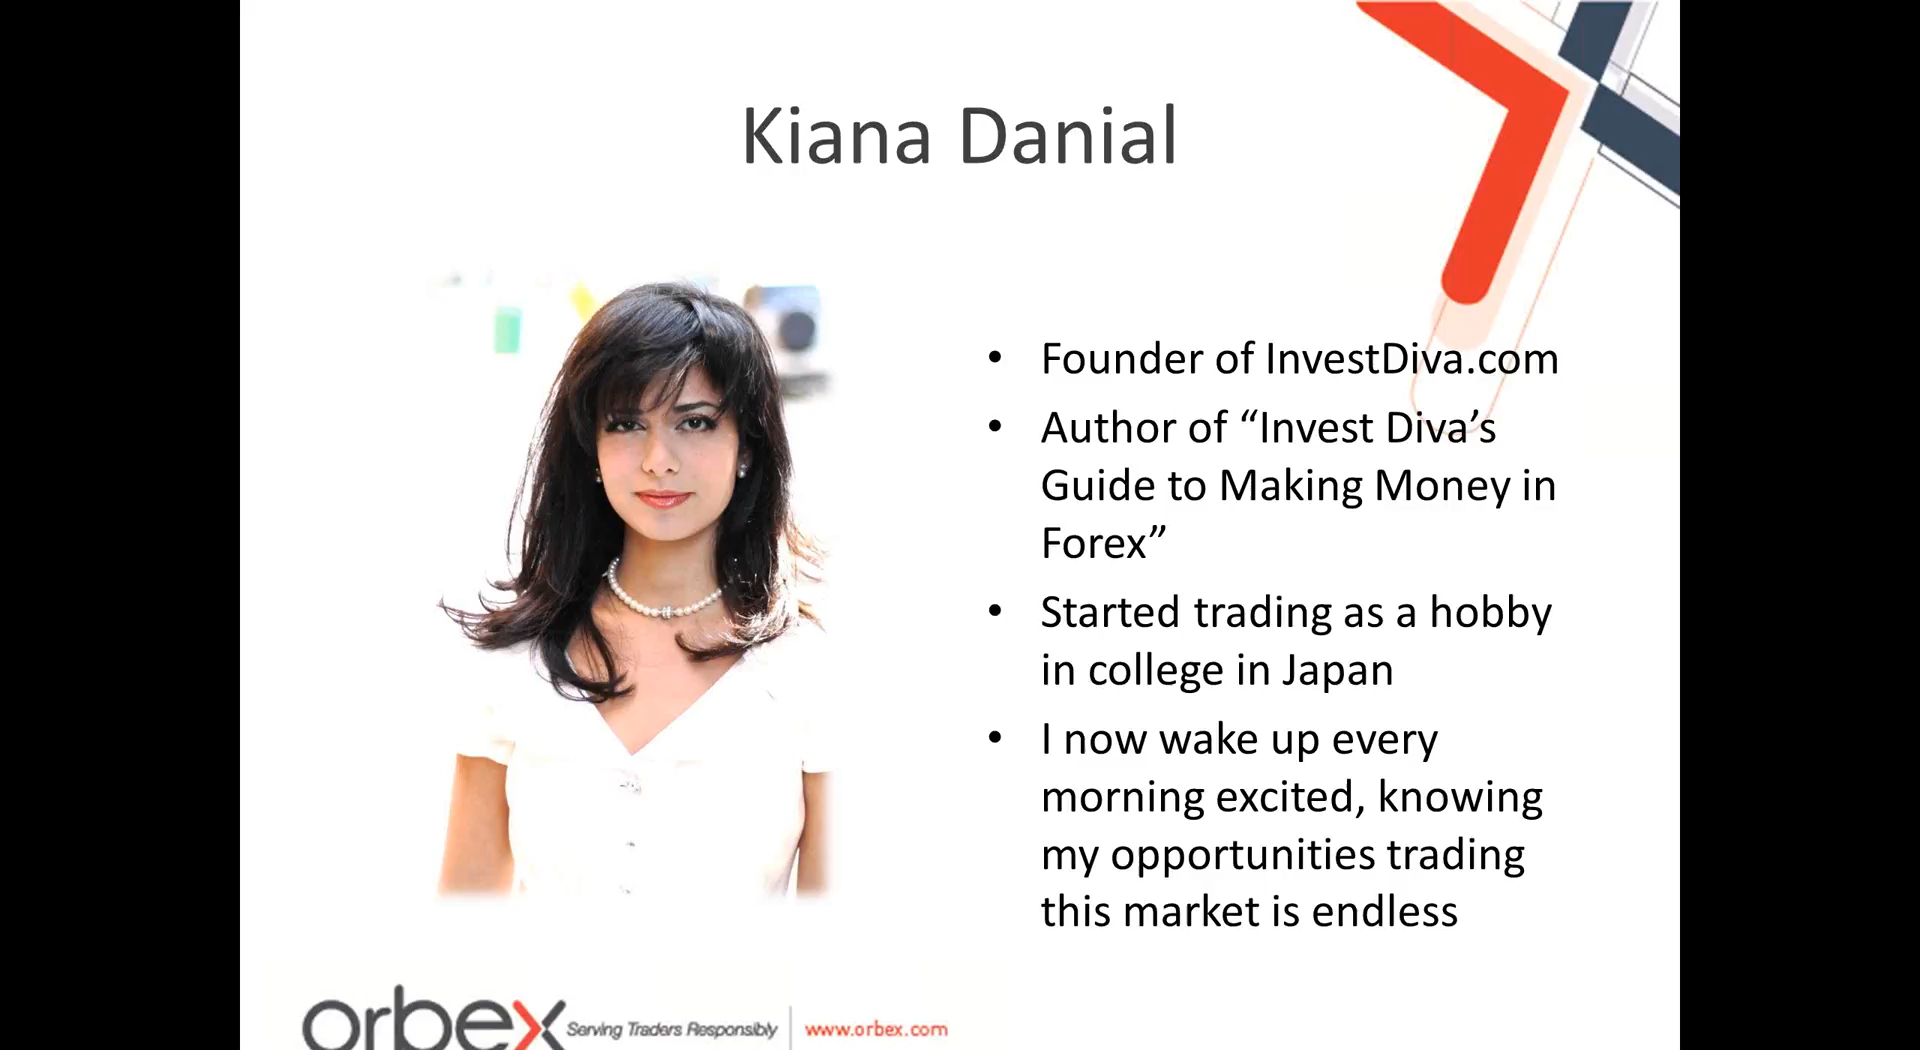 Kiana Danial
• Founder of InvestDiva.com
• Author of “Invest Diva’s
Guide to Making Money in
Forex”
• Started trading as a hobby
in college in Japan
• I now wake up every
morning excited, knowing
my opportunities trading
this market is endless
orbex Serving Traders Responsibly www.orbex.com